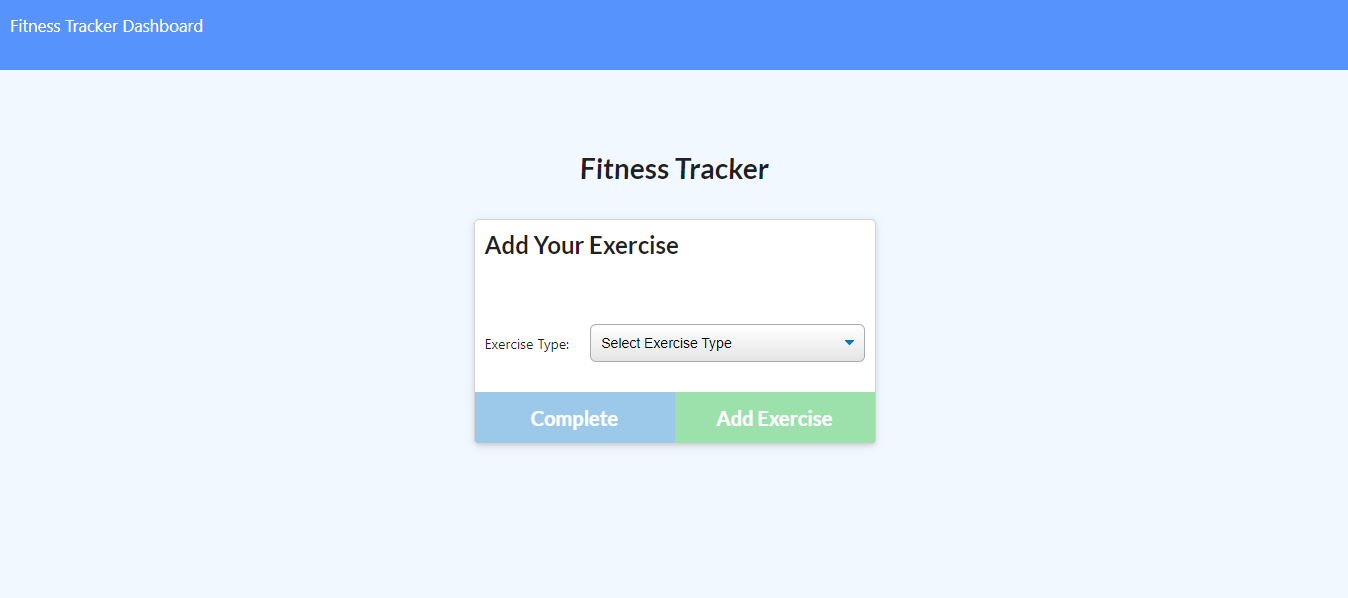 Fitness Tracker Dashboard
Fitness Tracker
Add Your Exercise
Exercise Type: Select Exercise Type
Complete Add Exercise